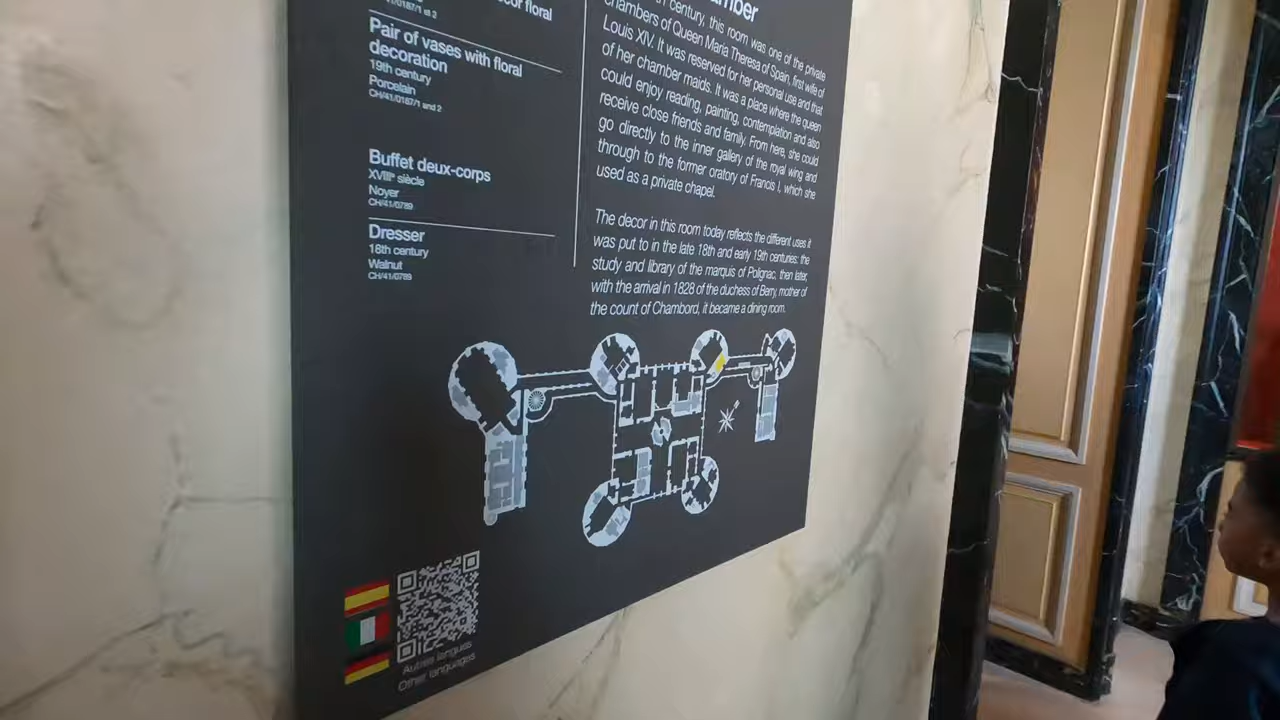 cor floral
CH/41/0187/1 et 2
Pair of vases with floral
decoration
19th century
Porcelain
CH/41/0187/1 and 2
Buffet deux-corps
XVIIIᵉ siècle
Noyer
CH/41/0789
Dresser
18th century
Walnut
CH/41/0789
century, this room was one of the private
chambers of Queen Maria Theresa of Spain, first wife of
Louis XIV. It was reserved for her personal use and that
of her chamber maids. It was a place where the queen
could enjoy reading, painting, contemplation and also
receive close friends and family. From here, she could
go directly to the inner gallery of the royal wing and
through to the former oratory of Francis I, which she
used as a private chapel.
The decor in this room today reflects the different uses it
was put to in the late 18th and early 19th centuries: the
study and library of the marquis of Polignac, then later,
with the arrival in 1828 of the duchess of Berry, mother of
the count of Chambord, it became a dining room.
Autres langues
Other languages